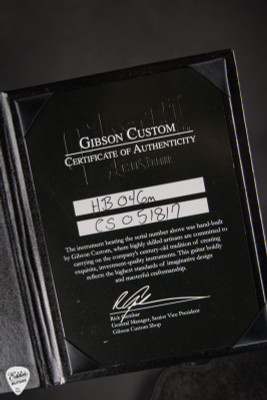 GIBSON CUSTOM
CERTIFICATE OF AUTHENTICITY
HB046m
CS051817
The instrument bearing the serial number above was hand-built
by Gibson Custom, where highly skilled artisans are committed to
carrying on the company's century-old tradition of creating
exquisite, investment-quality instruments. This guitar boldly
reflects the highest standards of imaginative design
and masterful craftsmanship.
Rick
General Manager, Senior Vice President
Gibson Custom Shop